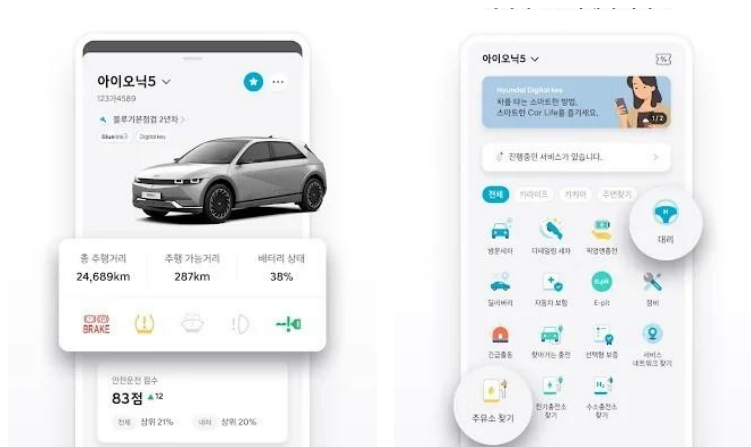 아이오닉5
123가4589
블루기본점검 2년차
Bluelink
Digital key
총 주행거리
주행 가능거리
배터리 상태
24,689km
287km
38%
BRAKE
안전운전 점수
83점 ▲12
전체 상위 21%
내차 상위 20%
아이오닉5
Hyundai Digital key
차를 타는 스마트한 방법,
스마트한 Car Life를 즐기세요.
1/2
진행중인 서비스가 없습니다.
전체
카라이프
카케어
주변찾기
대리
방문세차
디테일링 세차
픽업앤충전
딜리버리
자동차 보험
E-pit
정비
긴급출동
찾아가는 충전
선택형 보증
서비스
네트워크 찾기
주유소 찾기
전기충전소
찾기
수소충전소
찾기